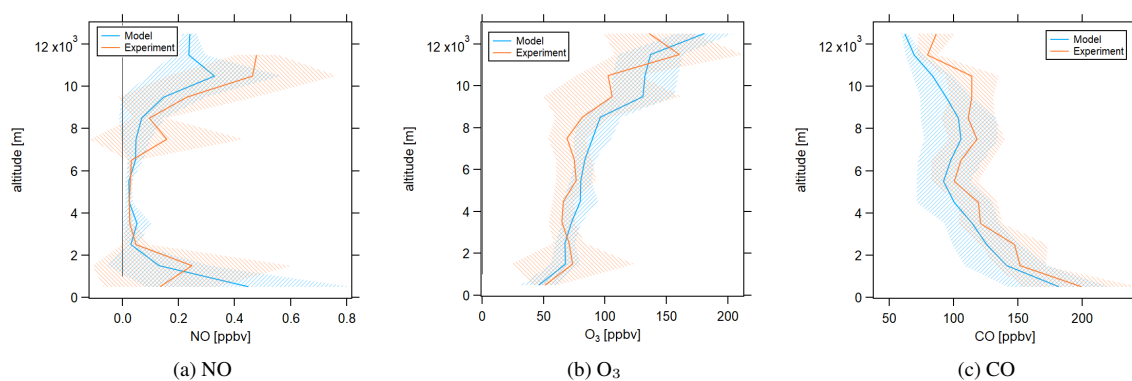 Model
Experiment
12 x10³
10
8
6
4
2
0
altitude [m]
0.0 0.2 0.4 0.6 0.8
NO [ppbv]
(a) NO
Model
Experiment
12 x10³
10
8
6
4
2
0
altitude [m]
0 50 100 150 200
O₃ [ppbv]
(b) O₃
Model
Experiment
12 x10³
10
8
6
4
2
0
altitude [m]
50 100 150 200
CO [ppbv]
(c) CO